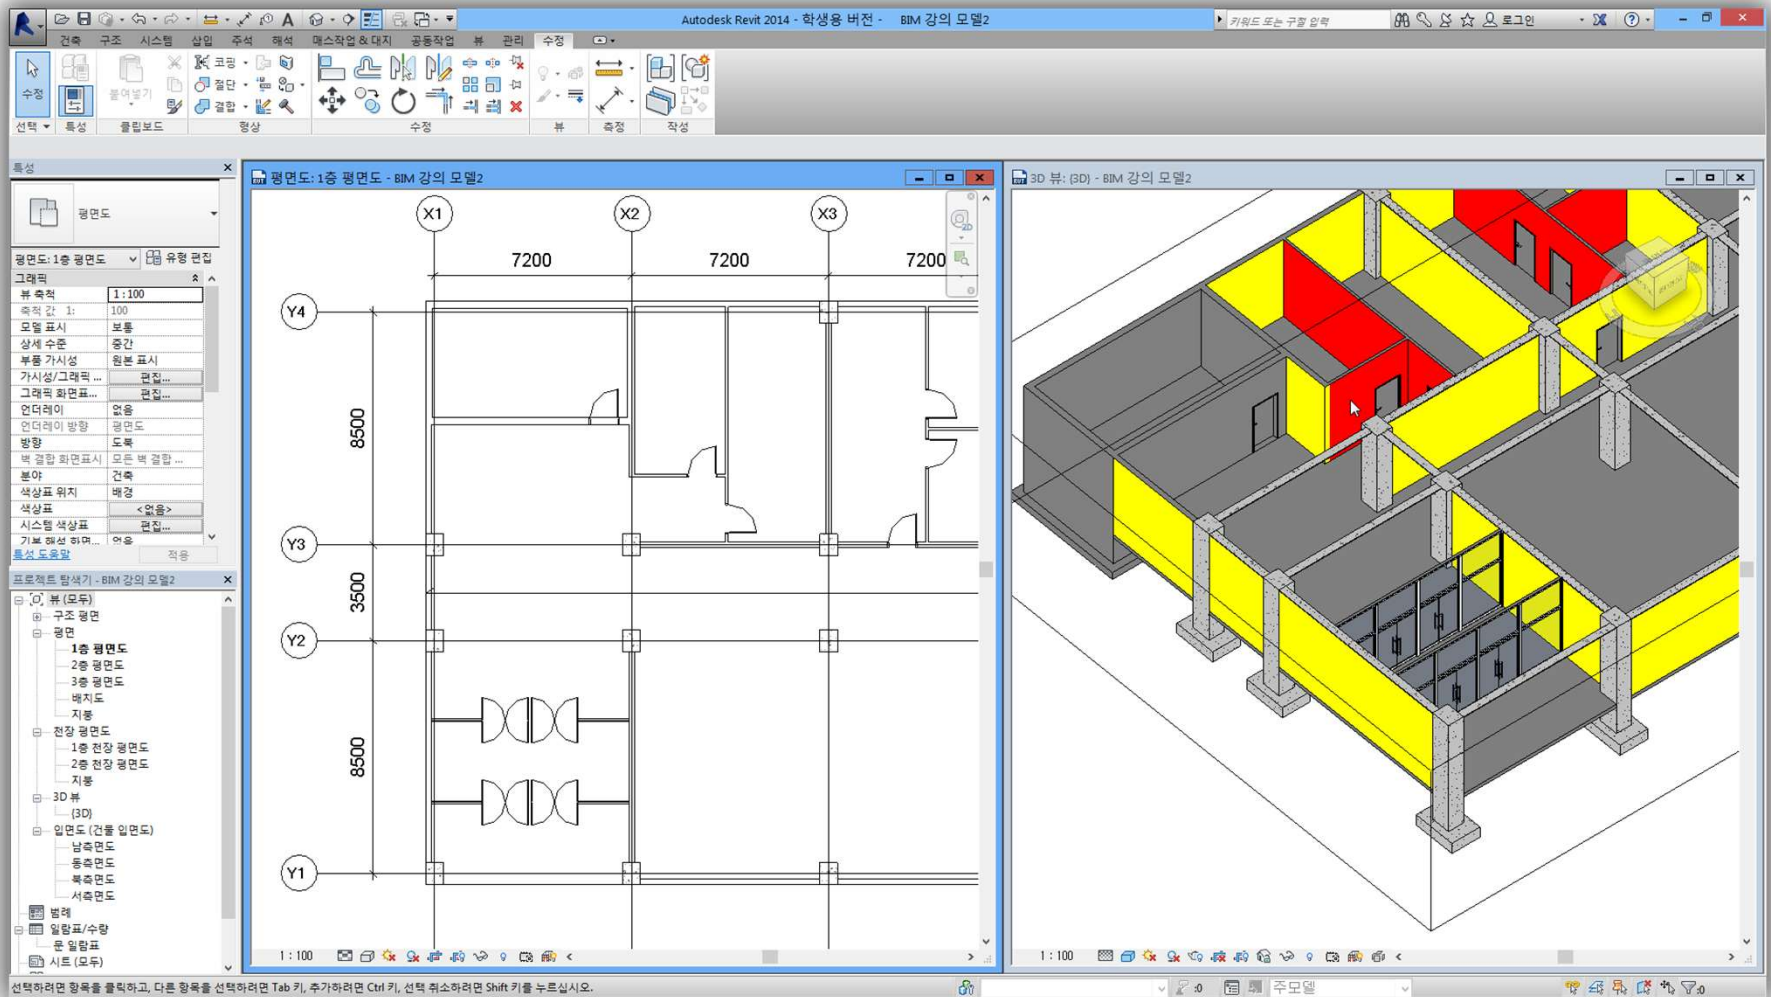 Autodesk Revit 2014 - 학생용 버전 - BIM 강의 모델2
키워드 또는 구절 입력
로그인
건축 구조 시스템 삽입 주석 해석 매스작업 & 대지 공동작업 뷰 관리 수정
수정
붙여넣기
코핑
절단
결합
선택 특성 클립보드 형상 수정 뷰 측정 작성
특성
평면도
평면도: 1층 평면도 유형 편집
그래픽
뷰 축척 1 : 100
축척 값 1: 100
모델 표시 보통
상세 수준 중간
부품 가시성 원본 표시
가시성/그래픽 ... 편집...
그래픽 화면표... 편집...
언더레이 없음
언더레이 방향 평면도
방향 도북
벽 결합 화면표시 모든 벽 결합 ...
분야 건축
색상표 위치 배경
색상표 <없음>
시스템 색상표 편집...
기본 해석 화면... 없음
특성 도움말 적용
프로젝트 탐색기 - BIM 강의 모델2
뷰 (모두)
구조 평면
평면
1층 평면도
2층 평면도
3층 평면도
배치도
지붕
천장 평면도
1층 천장 평면도
2층 천장 평면도
지붕
3D 뷰
{3D}
입면도 (건물 입면도)
남측면도
동측면도
북측면도
서측면도
범례
일람표/수량
문 일람표
시트 (모두)
평면도: 1층 평면도 - BIM 강의 모델2
X1 X2 X3
7200 7200 7200
Y4
8500
Y3
3500
Y2
8500
Y1
1 : 100
3D 뷰: {3D} - BIM 강의 모델2
1 : 100
선택하려면 항목을 클릭하고, 다른 항목을 선택하려면 Tab 키, 추가하려면 Ctrl 키, 선택 취소하려면 Shift 키를 누르십시오.
:0
주모델
:0